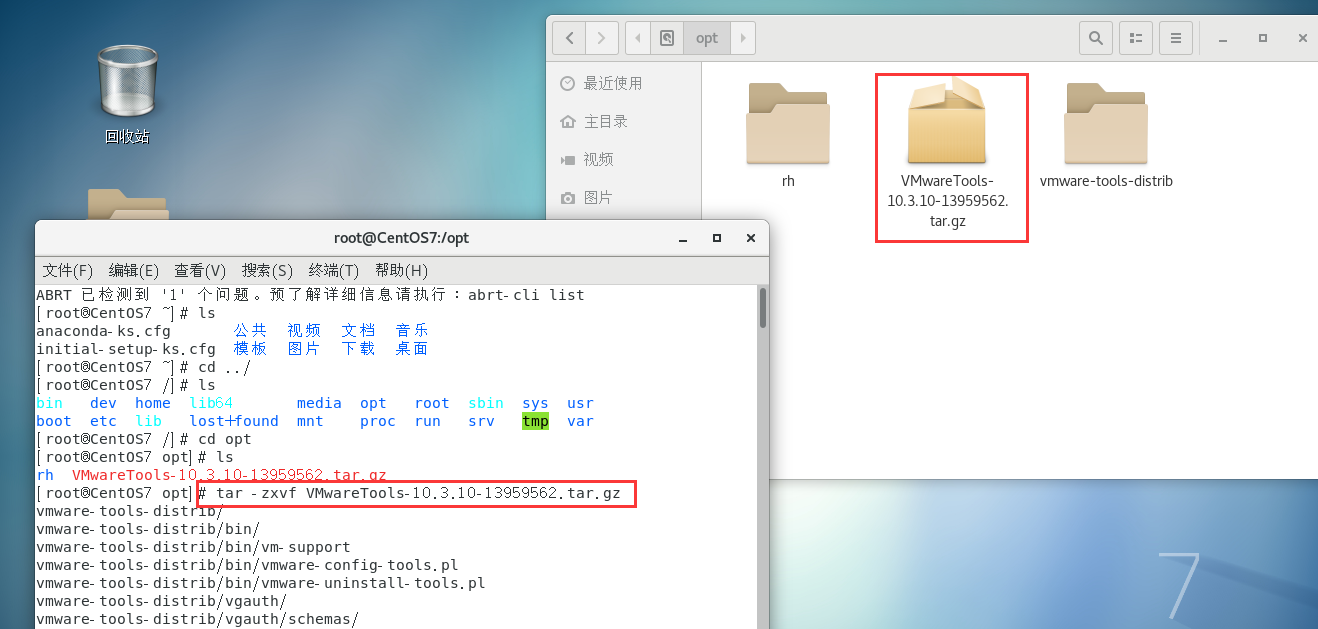 回收站
opt
最近使用
主目录
视频
图片
rh
VMwareTools-
10.3.10-13959562.
tar.gz
vmware-tools-distrib
root@CentOS7:/opt
文件(F) 编辑(E) 查看(V) 搜索(S) 终端(T) 帮助(H)
ABRT 已检测到 '1' 个问题。预了解详细信息请执行：abrt-cli list
[root@CentOS7 ~]# ls
anaconda-ks.cfg 公共 视频 文档 音乐
initial-setup-ks.cfg 模板 图片 下载 桌面
[root@CentOS7 ~]# cd ../
[root@CentOS7 /]# ls
bin dev home lib64 media opt root sbin sys usr
boot etc lib lost+found mnt proc run srv tmp var
[root@CentOS7 /]# cd opt
[root@CentOS7 opt]# ls
rh VMwareTools-10.3.10-13959562.tar.gz
[root@CentOS7 opt]# tar -zxvf VMwareTools-10.3.10-13959562.tar.gz
vmware-tools-distrib/
vmware-tools-distrib/bin/
vmware-tools-distrib/bin/vm-support
vmware-tools-distrib/bin/vmware-config-tools.pl
vmware-tools-distrib/bin/vmware-uninstall-tools.pl
vmware-tools-distrib/vgauth/
vmware-tools-distrib/vgauth/schemas/
7